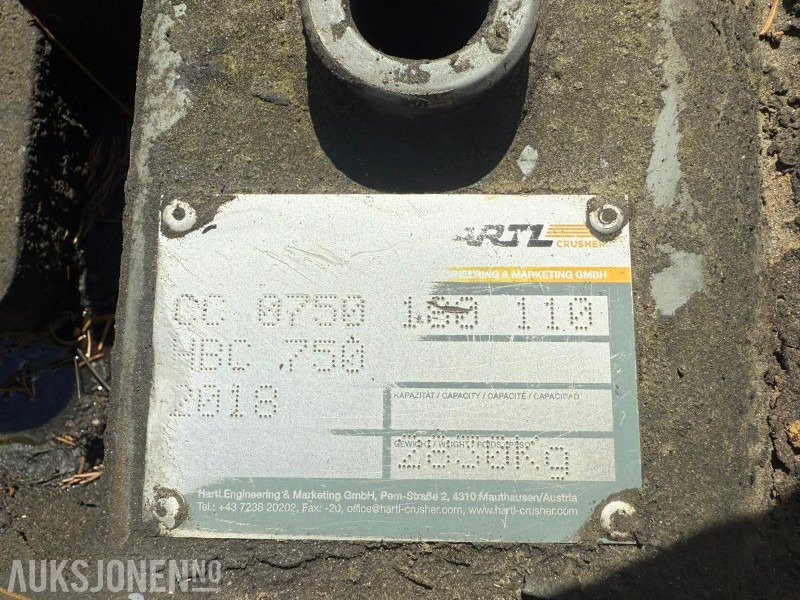 CRUSHER
& MARKETING GMBH
CC 0750 110
HBC 750
2018
KAPAZITÄT / CAPACITY / CAPACITÉ / CAPACIDAD
GEWICHT / WEIGHT / POIDS / PESO
Kg
Hartl Engineering & Marketing GmbH, Pem-Straße 2, 4310 Mauthausen/Austria
Tel.: +43 7238 20202, Fax: -20, office@hartl-crusher.com, www.hartl-crusher.com
AUKSJONEN.NO